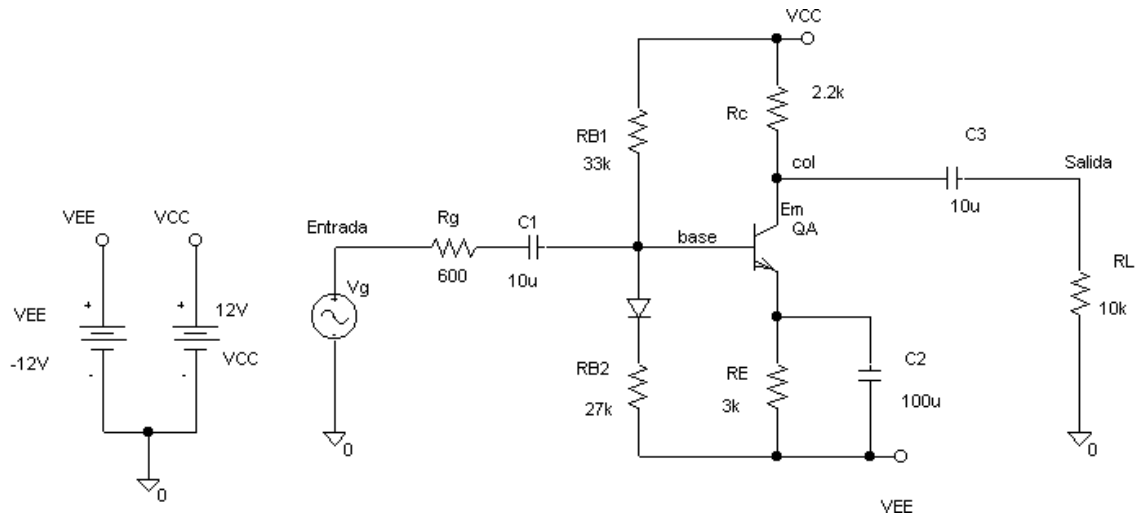 VCC
2.2k
Rc
RB1
33k
C3
col
Salida
10u
VEE
VCC
Entrada
Rg
C1
Em
QA
base
600
10u
RL
10k
Vg
+
+
+
12V
VEE
-12V
VCC
-
-
-
RB2
27k
RE
3k
C2
100u
0
0
0
VEE